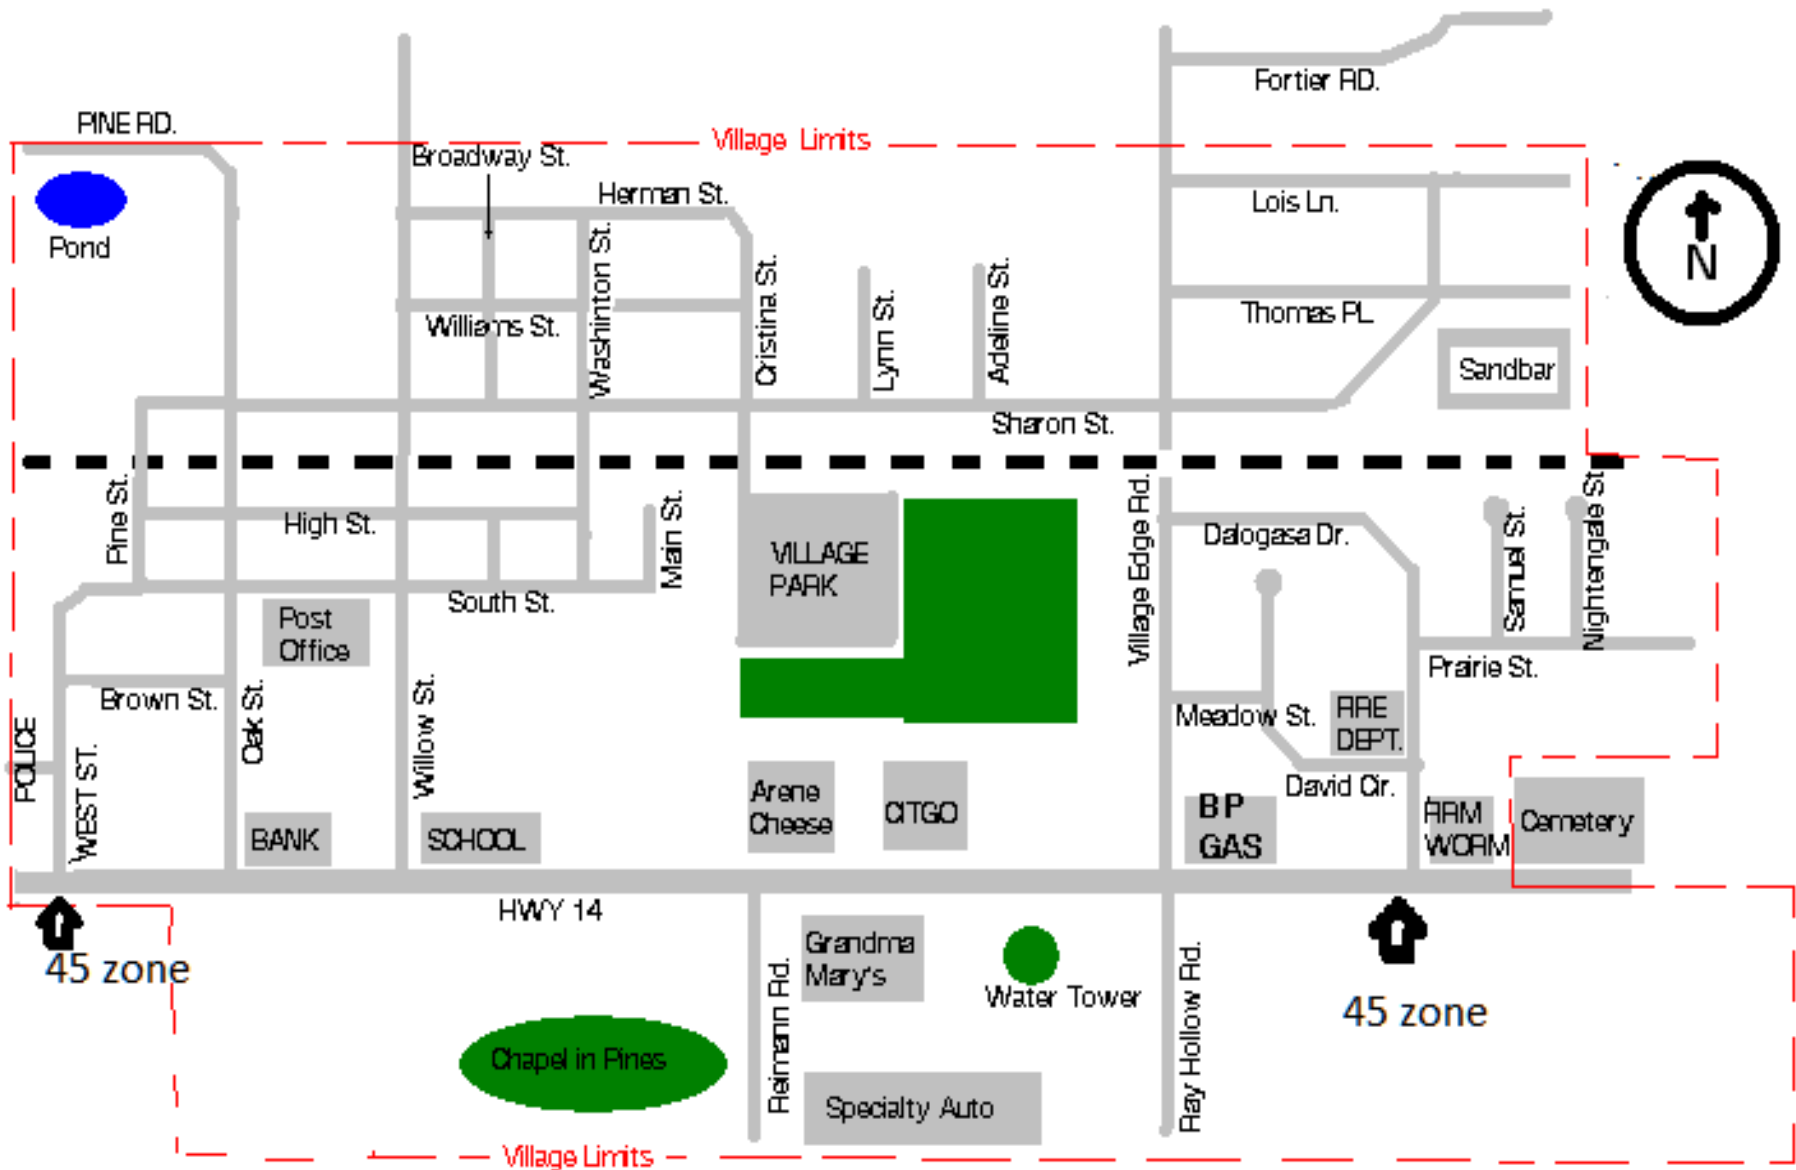 Fortier RD.
PINE RD.
Village Limits
Broadway St.
Herman St.
Lois Ln.
Pond
N
Washinton St.
Cristina St.
Lynn St.
Adeline St.
Williams St.
Thomas PL
Sandbar
Sharon St.
Pine St.
High St.
Main St.
VILLAGE
PARK
Village Edge Rd.
Dalogasa Dr.
Samuel St.
Nightengale St
South St.
Post
Office
Prairie St.
Brown St.
Oak St.
Willow St.
Meadow St.
FIRE
DEPT.
POLICE
WEST ST.
David Cir.
Arene
Cheese
CITGO
BP
GAS
BANK
SCHOOL
FARM
WORM
Cemetery
HWY 14
45 zone
Grandma
Mary's
Water Tower
Reimann Rd.
Ray Hollow Rd.
45 zone
Chapel in Pines
Specialty Auto
Village Limits